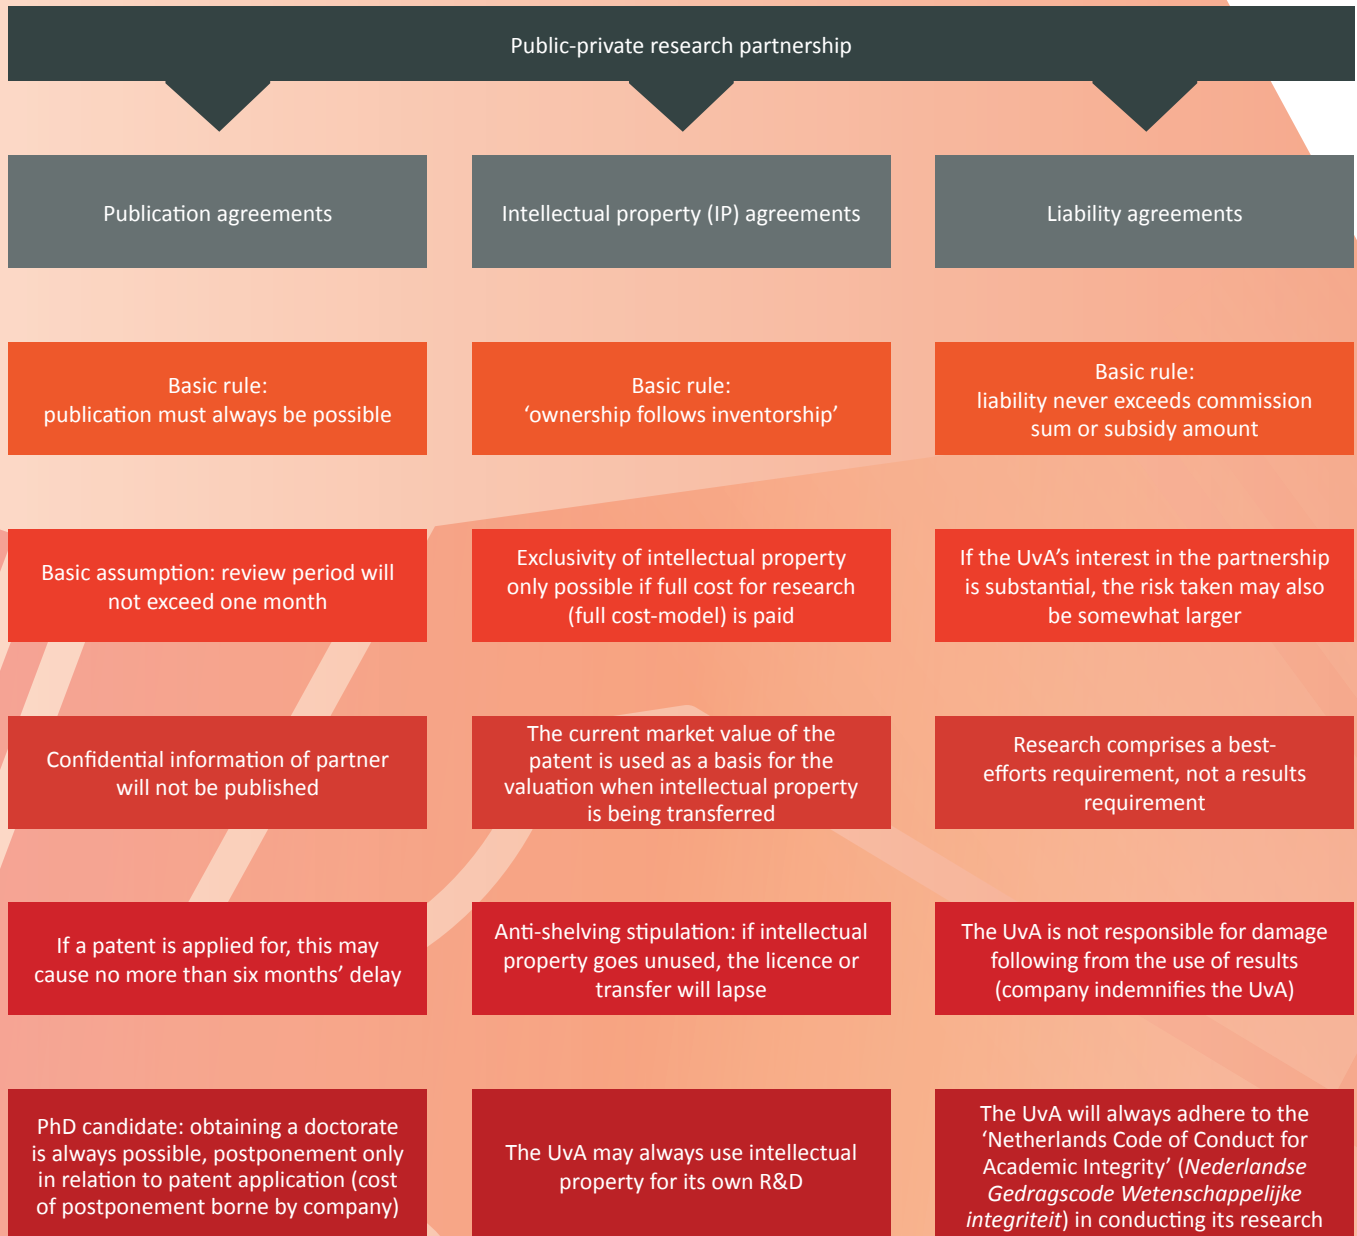 Public-private research partnership
Publication agreements
Intellectual property (IP) agreements
Liability agreements
Basic rule:
publication must always be possible
Basic rule:
‘ownership follows inventorship’
Basic rule:
liability never exceeds commission
sum or subsidy amount
Basic assumption: review period will
not exceed one month
Exclusivity of intellectual property
only possible if full cost for research
(full cost-model) is paid
If the UvA’s interest in the partnership
is substantial, the risk taken may also
be somewhat larger
Confidential information of partner
will not be published
The current market value of the
patent is used as a basis for the
valuation when intellectual property
is being transferred
Research comprises a best-
efforts requirement, not a results
requirement
If a patent is applied for, this may
cause no more than six months’ delay
Anti-shelving stipulation: if intellectual
property goes unused, the licence or
transfer will lapse
The UvA is not responsible for damage
following from the use of results
(company indemnifies the UvA)
PhD candidate: obtaining a doctorate
is always possible, postponement only
in relation to patent application (cost
of postponement borne by company)
The UvA may always use intellectual
property for its own R&D
The UvA will always adhere to the
‘Netherlands Code of Conduct for
Academic Integrity’ (Nederlandse
Gedragscode Wetenschappelijke
integriteit) in conducting its research